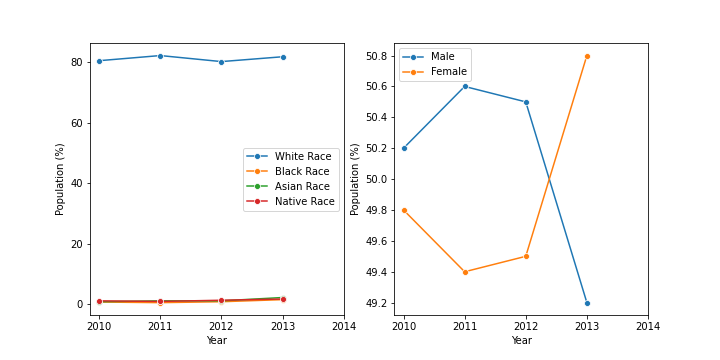 80
60
40
20
0
Population (%)
2010 2011 2012 2013 2014
Year
White Race
Black Race
Asian Race
Native Race
50.8
50.6
50.4
50.2
50.0
49.8
49.6
49.4
49.2
Population (%)
2010 2011 2012 2013 2014
Year
Male
Female